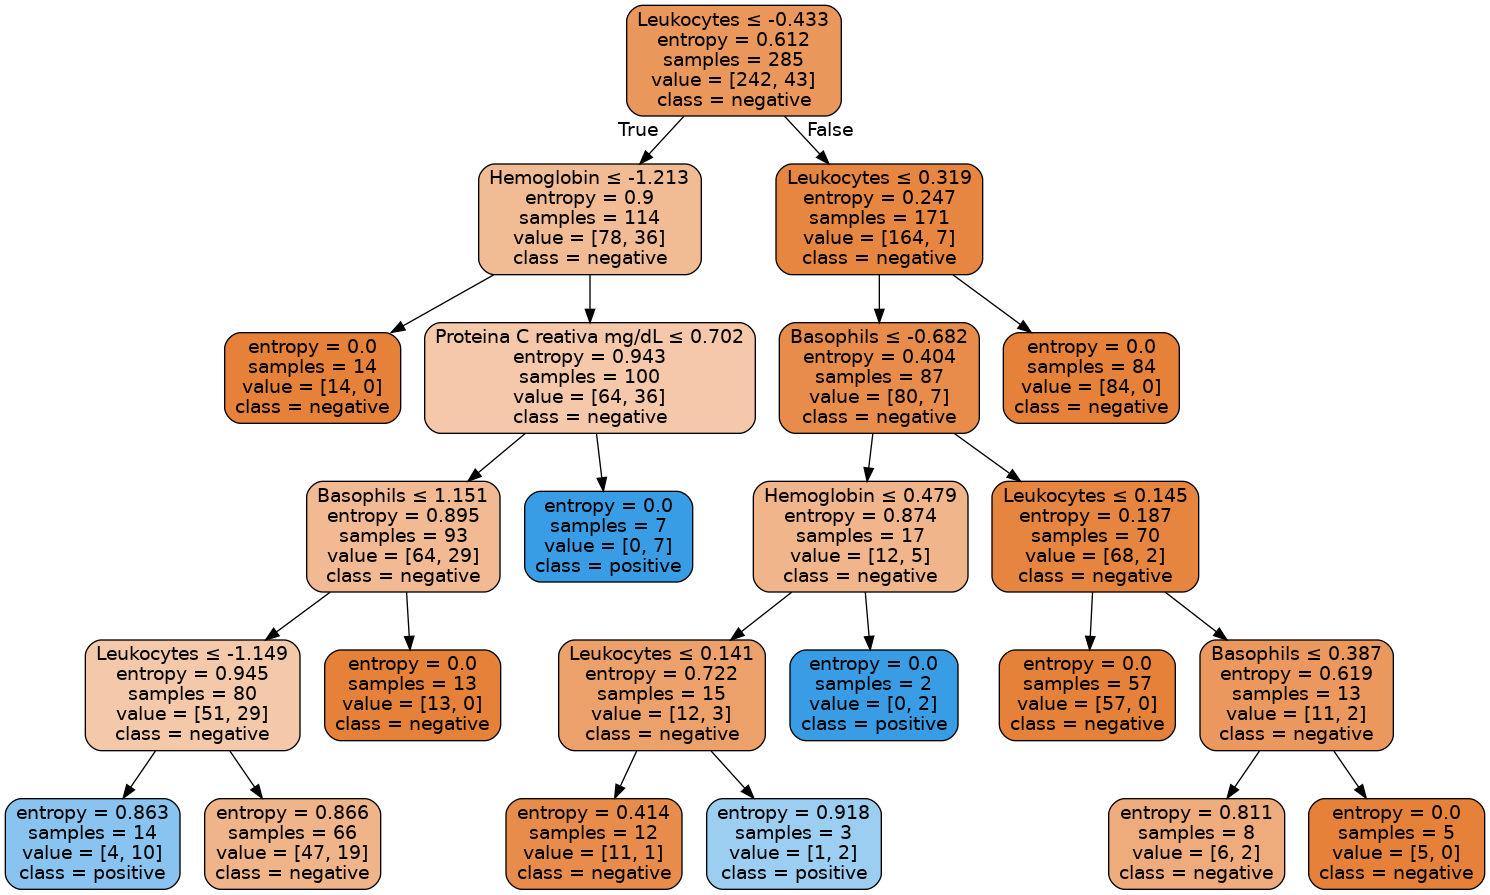 Leukocytes ≤ -0.433
entropy = 0.612
samples = 285
value = [242, 43]
class = negative
True
False
Hemoglobin ≤ -1.213
entropy = 0.9
samples = 114
value = [78, 36]
class = negative
Leukocytes ≤ 0.319
entropy = 0.247
samples = 171
value = [164, 7]
class = negative
entropy = 0.0
samples = 14
value = [14, 0]
class = negative
Proteina C reativa mg/dL ≤ 0.702
entropy = 0.943
samples = 100
value = [64, 36]
class = negative
Basophils ≤ -0.682
entropy = 0.404
samples = 87
value = [80, 7]
class = negative
entropy = 0.0
samples = 84
value = [84, 0]
class = negative
Basophils ≤ 1.151
entropy = 0.895
samples = 93
value = [64, 29]
class = negative
entropy = 0.0
samples = 7
value = [0, 7]
class = positive
Hemoglobin ≤ 0.479
entropy = 0.874
samples = 17
value = [12, 5]
class = negative
Leukocytes ≤ 0.145
entropy = 0.187
samples = 70
value = [68, 2]
class = negative
Leukocytes ≤ -1.149
entropy = 0.945
samples = 80
value = [51, 29]
class = negative
entropy = 0.0
samples = 13
value = [13, 0]
class = negative
Leukocytes ≤ 0.141
entropy = 0.722
samples = 15
value = [12, 3]
class = negative
entropy = 0.0
samples = 2
value = [0, 2]
class = positive
entropy = 0.0
samples = 57
value = [57, 0]
class = negative
Basophils ≤ 0.387
entropy = 0.619
samples = 13
value = [11, 2]
class = negative
entropy = 0.863
samples = 14
value = [4, 10]
class = positive
entropy = 0.866
samples = 66
value = [47, 19]
class = negative
entropy = 0.414
samples = 12
value = [11, 1]
class = negative
entropy = 0.918
samples = 3
value = [1, 2]
class = positive
entropy = 0.811
samples = 8
value = [6, 2]
class = negative
entropy = 0.0
samples = 5
value = [5, 0]
class = negative